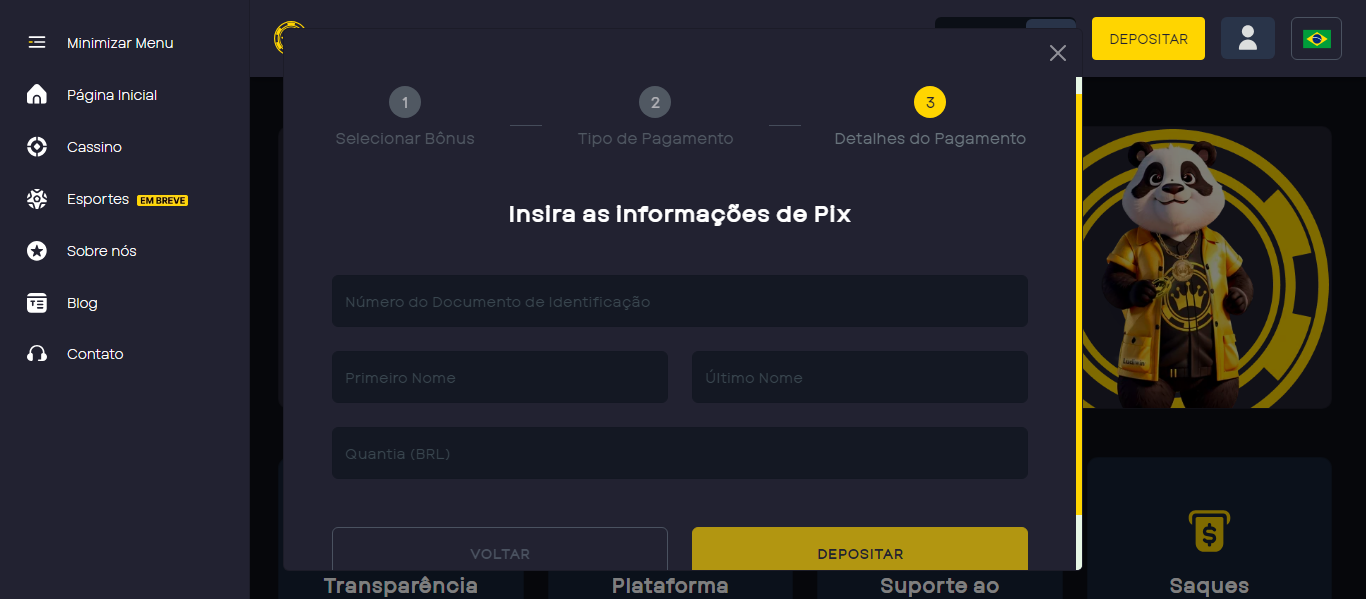 Minimizar Menu
Página Inicial
Cassino
Esportes EM BREVE
Sobre nós
Blog
Contato
DEPOSITAR
1
Selecionar Bônus
2
Tipo de Pagamento
3
Detalhes do Pagamento
Insira as informações de Pix
Número do Documento de Identificação
Primeiro Nome
Último Nome
Quantia (BRL)
VOLTAR
DEPOSITAR
Transparência
Plataforma
Suporte ao
Saques